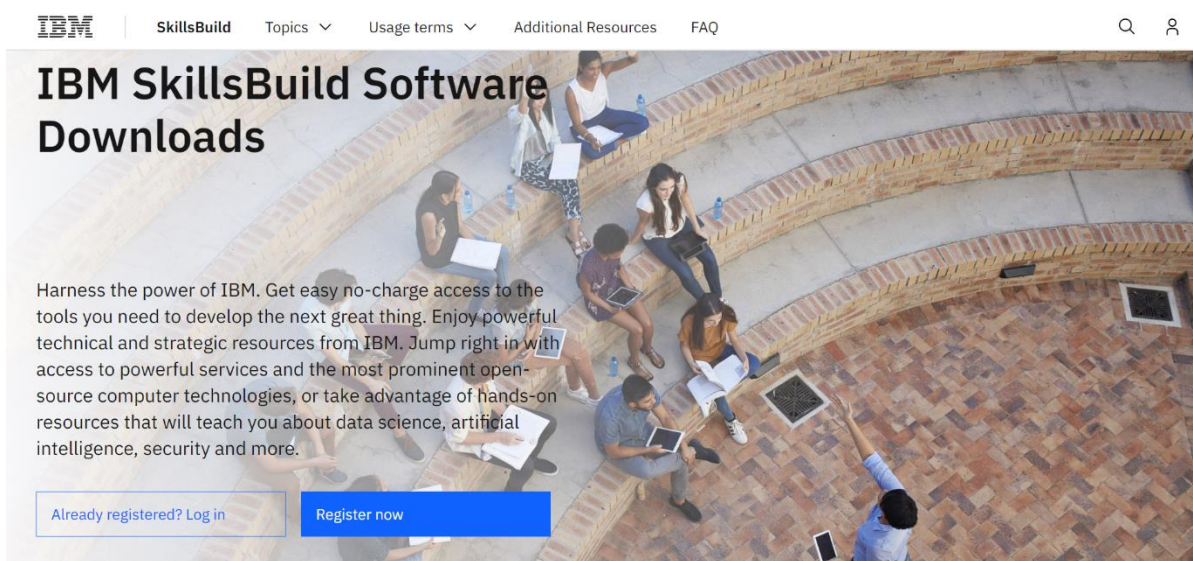 IBM SkillsBuild Topics Usage terms Additional Resources FAQ
IBM SkillsBuild Software
Downloads
Harness the power of IBM. Get easy no-charge access to the
tools you need to develop the next great thing. Enjoy powerful
technical and strategic resources from IBM. Jump right in with
access to powerful services and the most prominent open-
source computer technologies, or take advantage of hands-on
resources that will teach you about data science, artificial
intelligence, security and more.
Already registered? Log in Register now